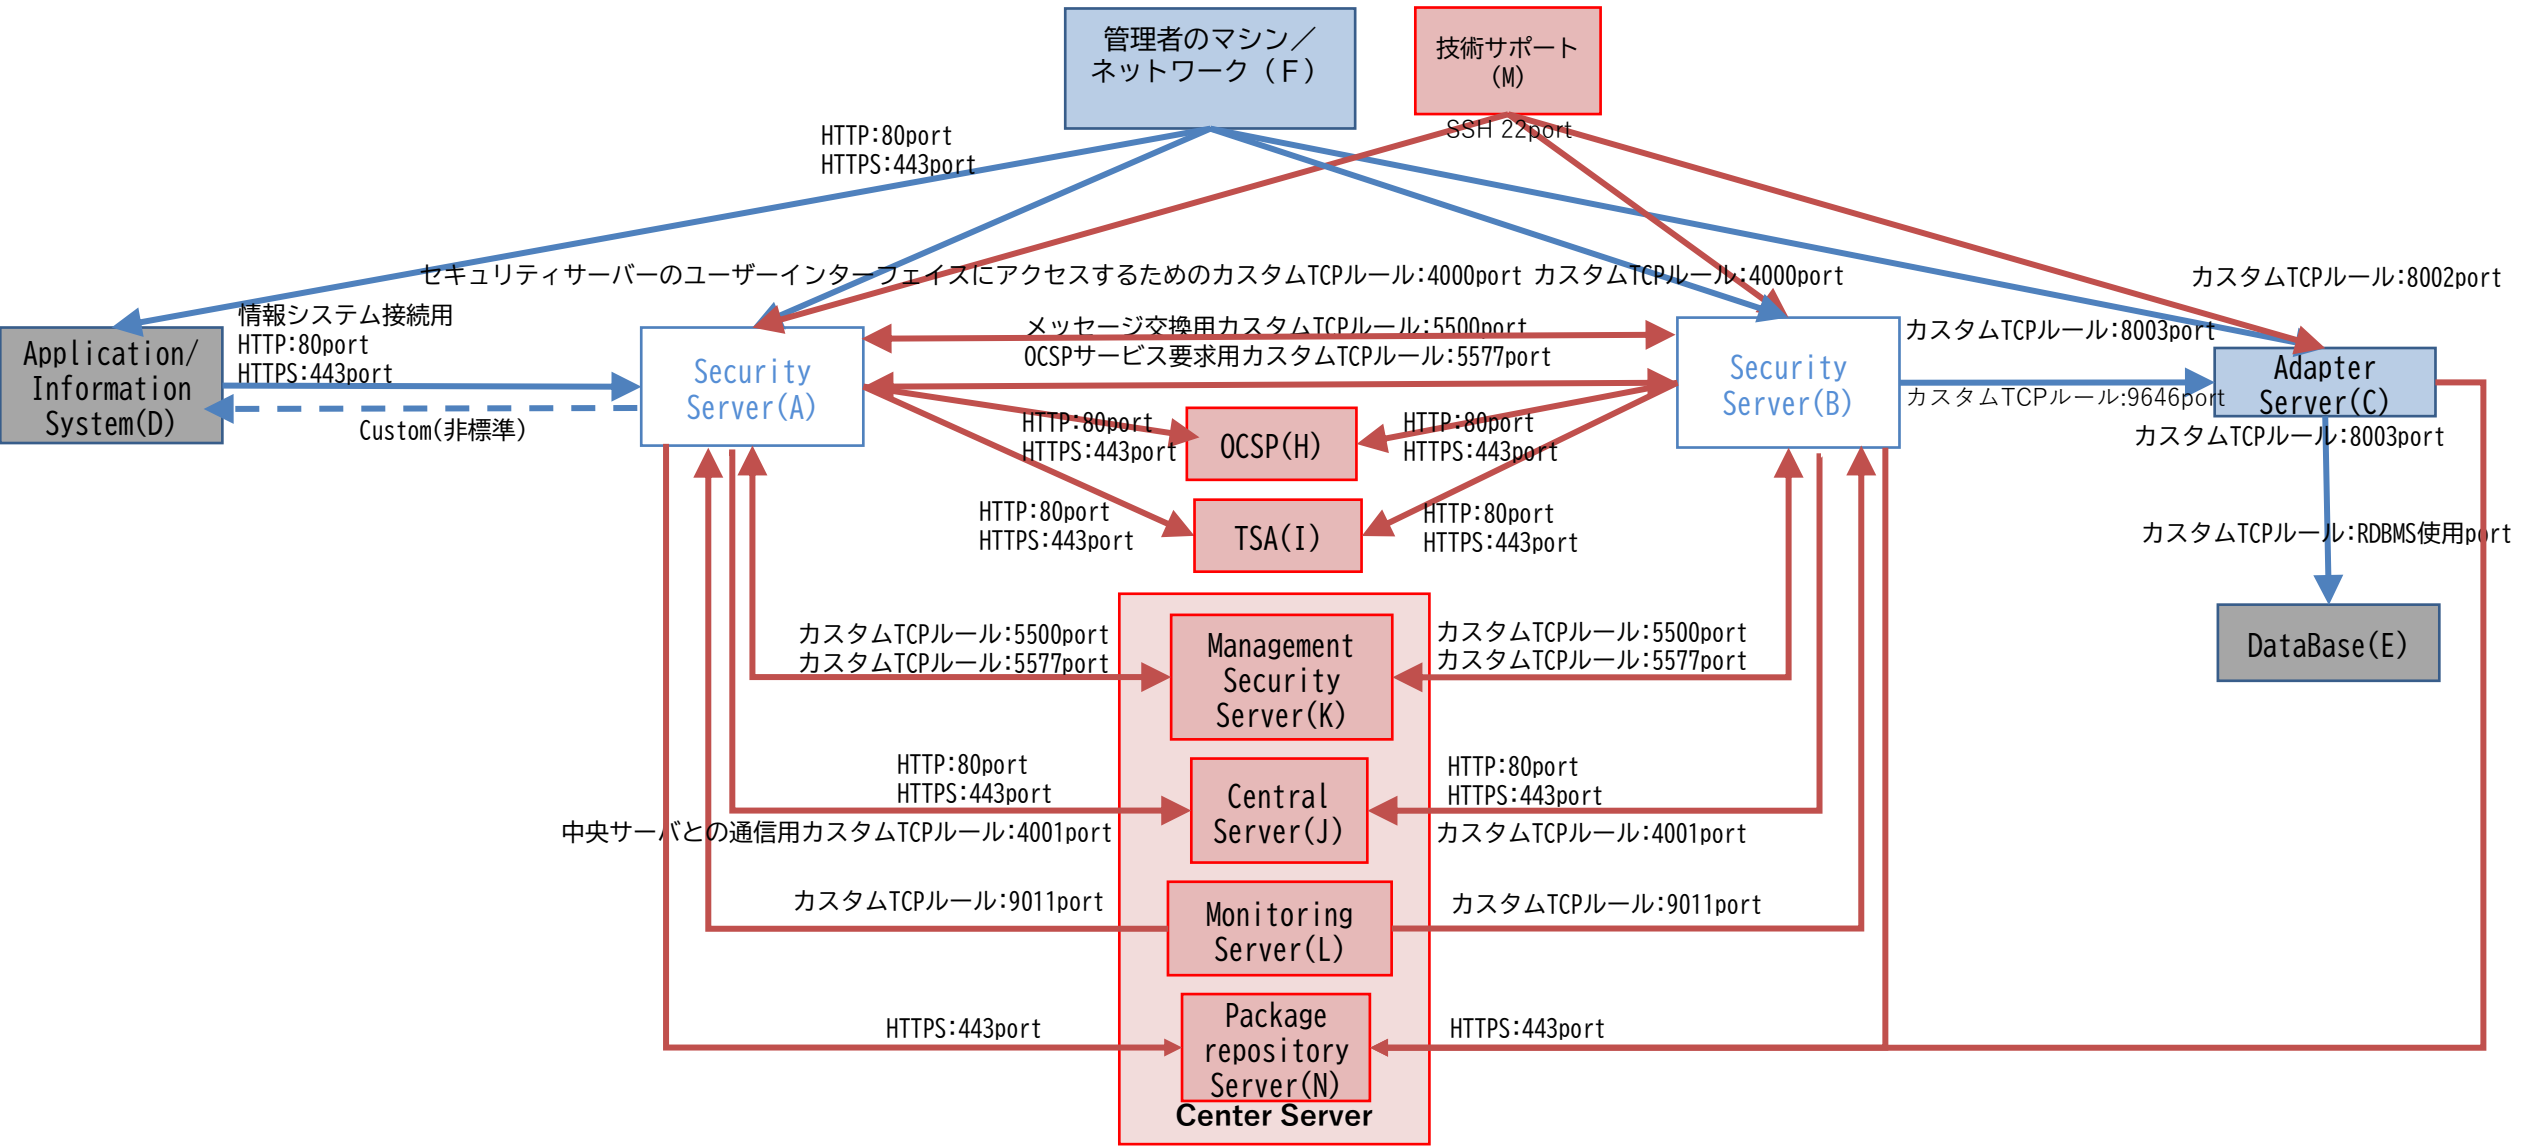 管理者のマシン／
ネットワーク（Ｆ）
技術サポート
(M)
SSH 22port
HTTP:80port
HTTPS:443port
セキュリティサーバーのユーザーインターフェイスにアクセスするためのカスタムTCPルール:4000port
カスタムTCPルール:4000port
カスタムTCPルール:8002port
情報システム接続用
HTTP:80port
HTTPS:443port
Application/
Information
System(D)
Custom(非標準)
Security
Server(A)
メッセージ交換用カスタムTCPルール:5500port
OCSPサービス要求用カスタムTCPルール:5577port
Security
Server(B)
カスタムTCPルール:8003port
カスタムTCPルール:9646port
Adapter
Server(C)
カスタムTCPルール:8003port
HTTP:80port
HTTPS:443port
OCSP(H)
HTTP:80port
HTTPS:443port
HTTP:80port
HTTPS:443port
TSA(I)
HTTP:80port
HTTPS:443port
カスタムTCPルール:RDBMS使用port
DataBase(E)
カスタムTCPルール:5500port
カスタムTCPルール:5577port
Management
Security
Server(K)
カスタムTCPルール:5500port
カスタムTCPルール:5577port
HTTP:80port
HTTPS:443port
中央サーバとの通信用カスタムTCPルール:4001port
Central
Server(J)
HTTP:80port
HTTPS:443port
カスタムTCPルール:4001port
カスタムTCPルール:9011port
Monitoring
Server(L)
カスタムTCPルール:9011port
HTTPS:443port
Package
repository
Server(N)
HTTPS:443port
Center Server